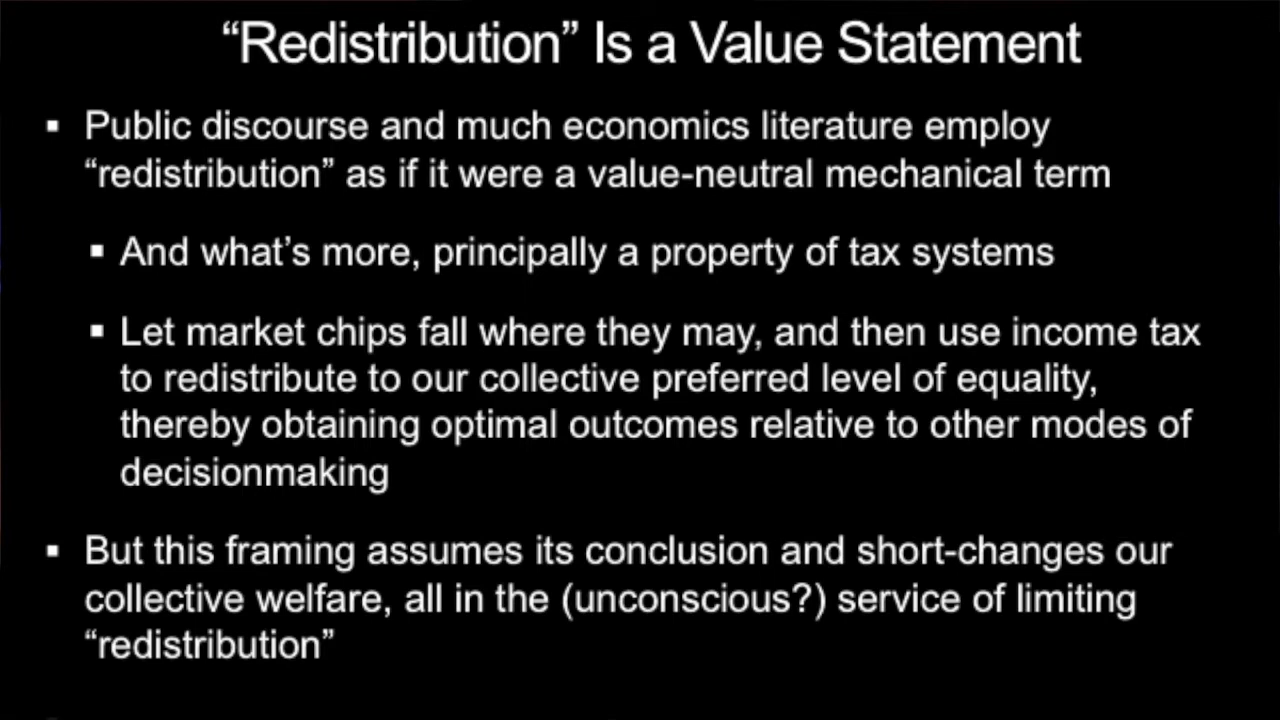 “Redistribution” Is a Value Statement
▪ Public discourse and much economics literature employ
“redistribution” as if it were a value-neutral mechanical term
▪ And what’s more, principally a property of tax systems
▪ Let market chips fall where they may, and then use income tax
to redistribute to our collective preferred level of equality,
thereby obtaining optimal outcomes relative to other modes of
decisionmaking
▪ But this framing assumes its conclusion and short-changes our
collective welfare, all in the (unconscious?) service of limiting
“redistribution”